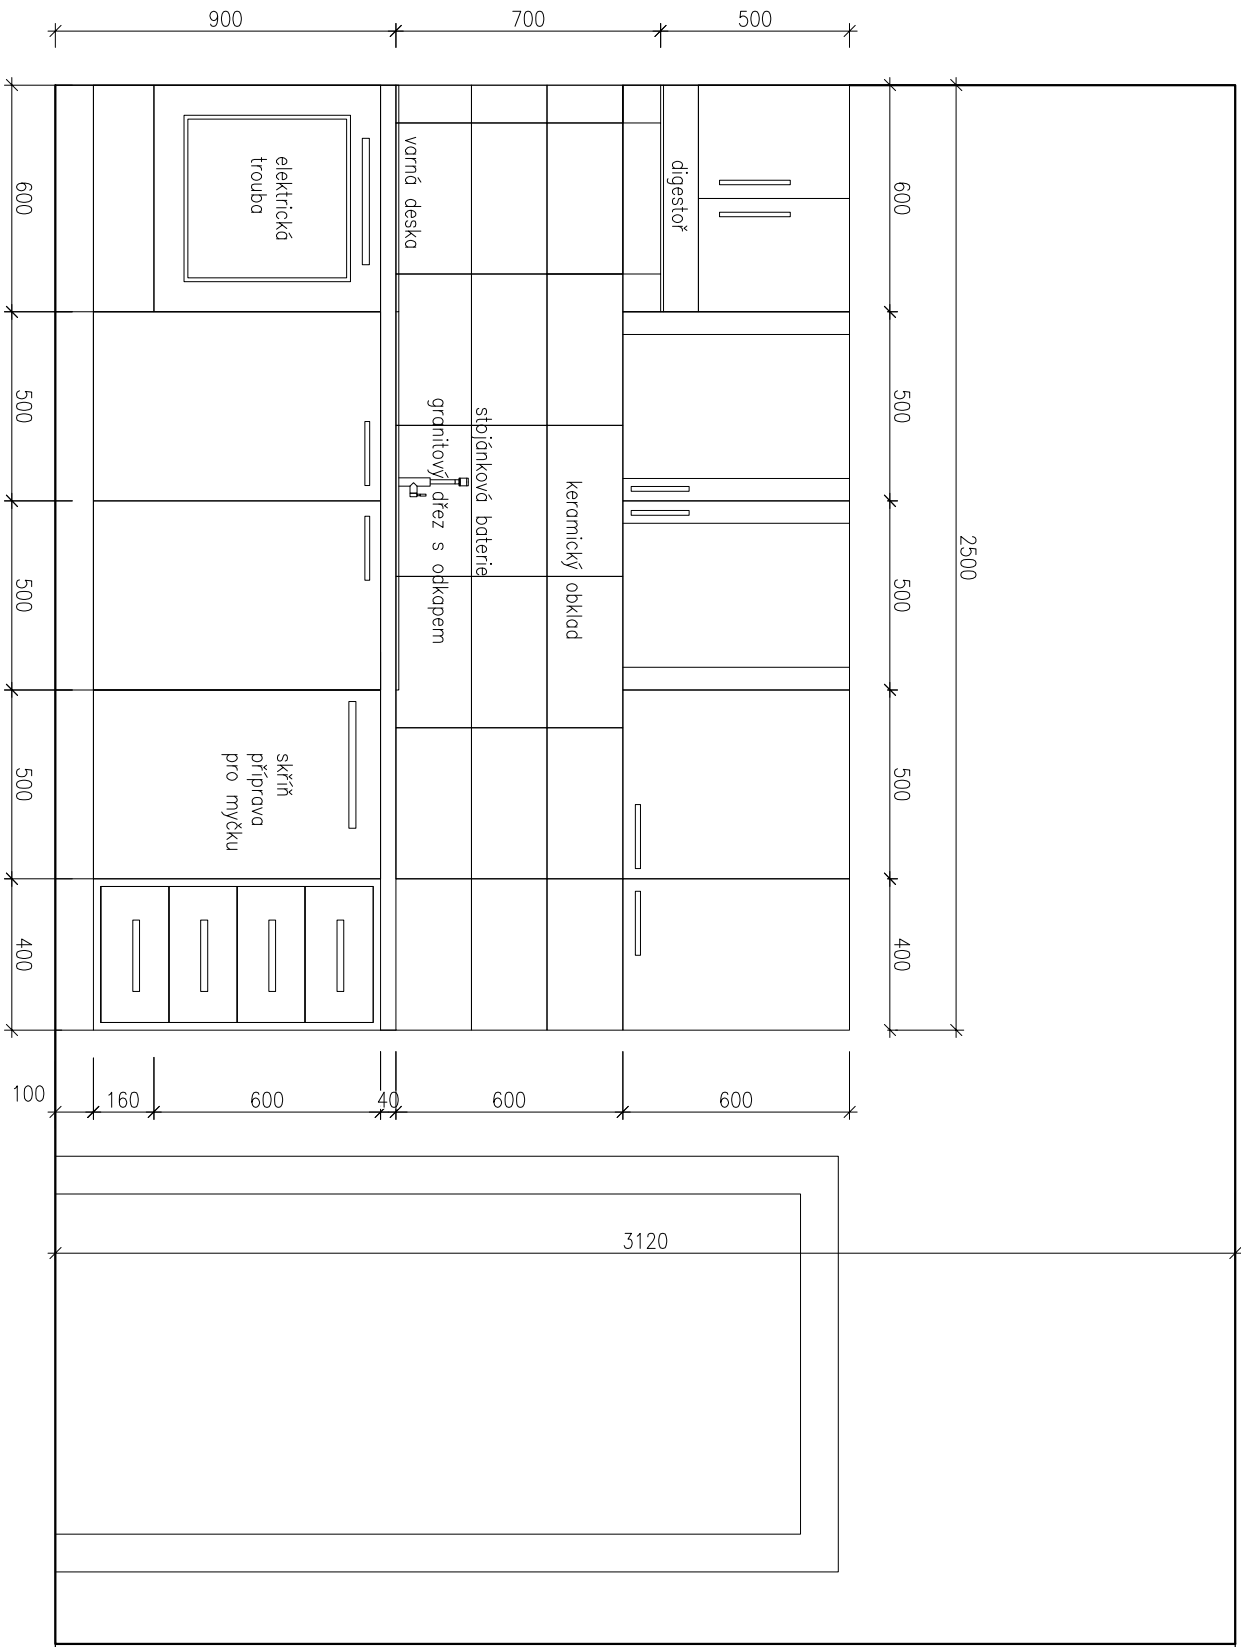 900
700
500
600
500
500
500
400
600
500
500
500
400
2500
elektrická
trouba
varná deska
digestoř
stojánková baterie
granitový dřez s odkapem
keramický obklad
skříň
příprava
pro myčku
100
160
600
40
600
600
3120